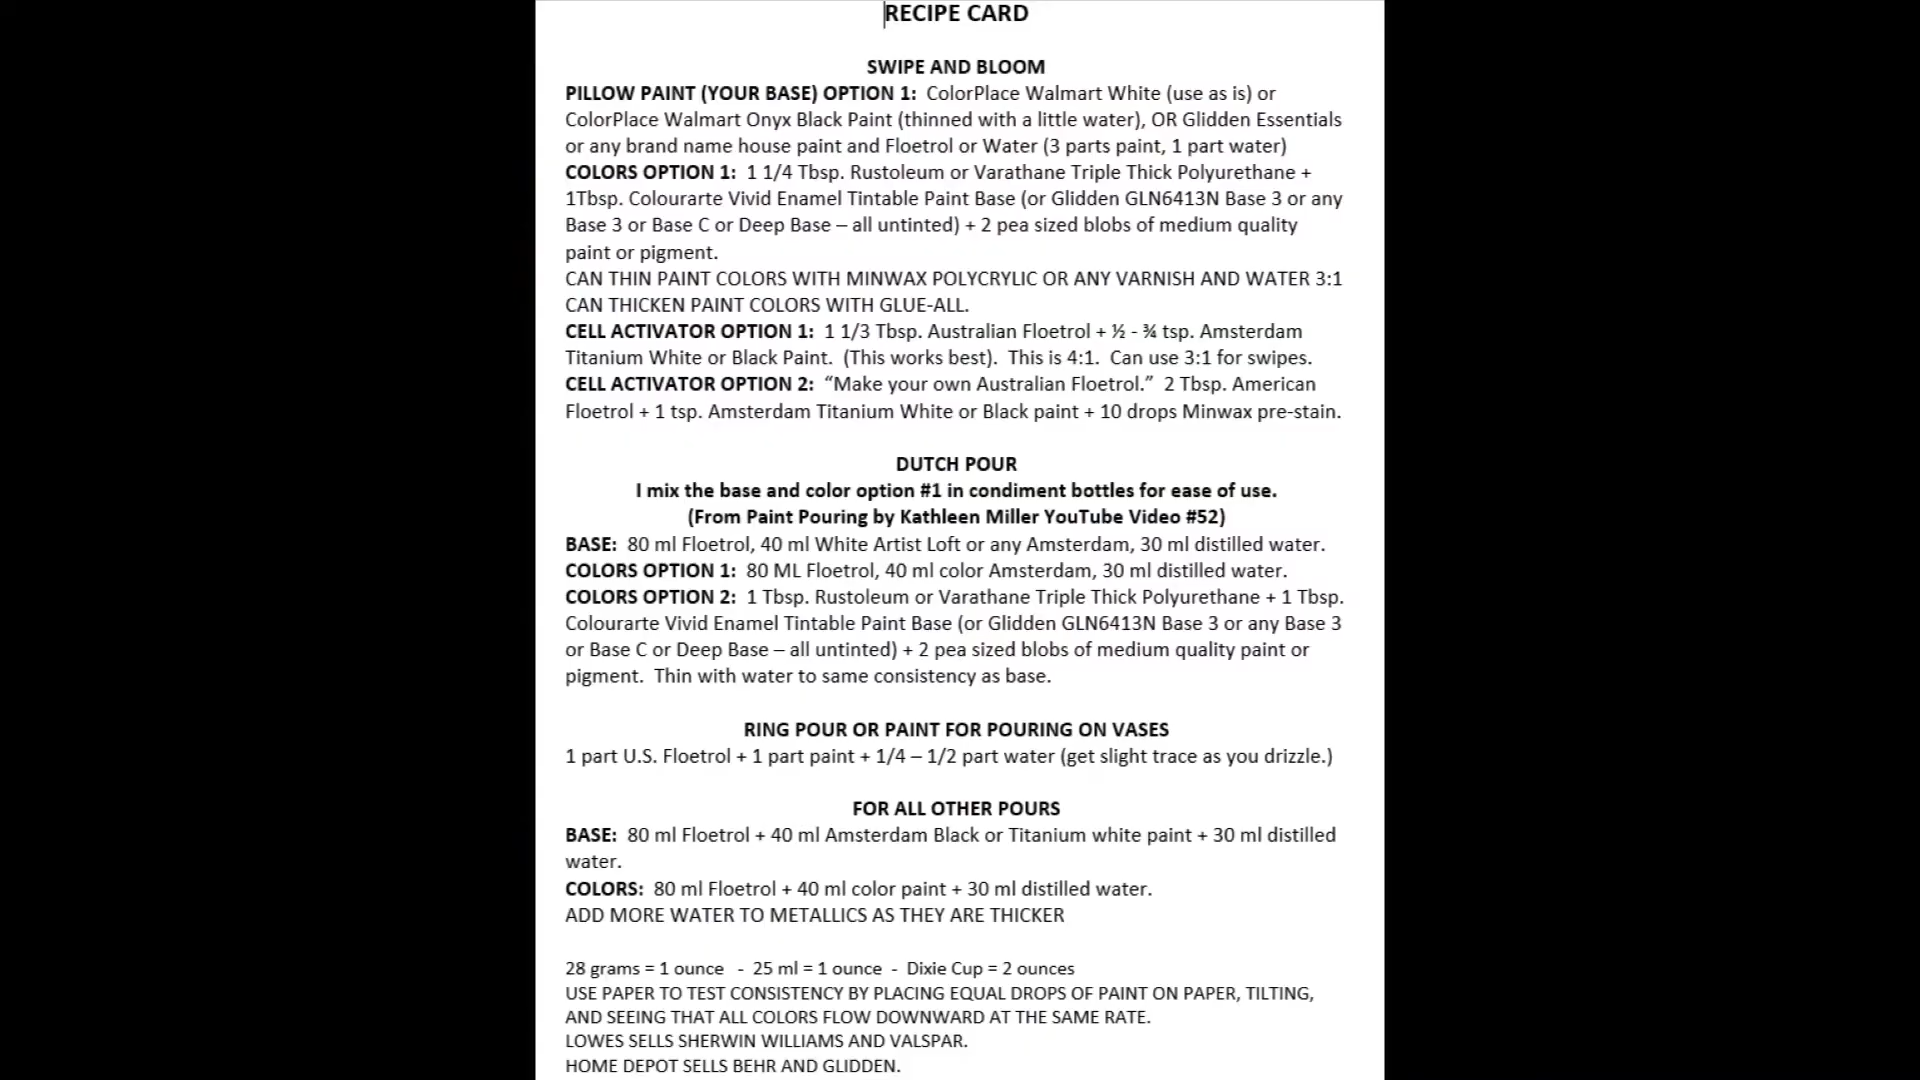 RECIPE CARD
SWIPE AND BLOOM
PILLOW PAINT (YOUR BASE) OPTION 1:  ColorPlace Walmart White (use as is) or
ColorPlace Walmart Onyx Black Paint (thinned with a little water), OR Glidden Essentials
or any brand name house paint and Floetrol or Water (3 parts paint, 1 part water)
COLORS OPTION 1:  1 1/4 Tbsp. Rustoleum or Varathane Triple Thick Polyurethane +
1Tbsp. Colourarte Vivid Enamel Tintable Paint Base (or Glidden GLN6413N Base 3 or any
Base 3 or Base C or Deep Base – all untinted) + 2 pea sized blobs of medium quality
paint or pigment.
CAN THIN PAINT COLORS WITH MINWAX POLYCRYLIC OR ANY VARNISH AND WATER 3:1
CAN THICKEN PAINT COLORS WITH GLUE-ALL.
CELL ACTIVATOR OPTION 1:  1 1/3 Tbsp. Australian Floetrol + ½ - ¾ tsp. Amsterdam
Titanium White or Black Paint.  (This works best).  This is 4:1.  Can use 3:1 for swipes.
CELL ACTIVATOR OPTION 2:  “Make your own Australian Floetrol.”  2 Tbsp. American
Floetrol + 1 tsp. Amsterdam Titanium White or Black paint + 10 drops Minwax pre-stain.
DUTCH POUR
I mix the base and color option #1 in condiment bottles for ease of use.
(From Paint Pouring by Kathleen Miller YouTube Video #52)
BASE:  80 ml Floetrol, 40 ml White Artist Loft or any Amsterdam, 30 ml distilled water.
COLORS OPTION 1:  80 ML Floetrol, 40 ml color Amsterdam, 30 ml distilled water.
COLORS OPTION 2:  1 Tbsp. Rustoleum or Varathane Triple Thick Polyurethane + 1 Tbsp.
Colourarte Vivid Enamel Tintable Paint Base (or Glidden GLN6413N Base 3 or any Base 3
or Base C or Deep Base – all untinted) + 2 pea sized blobs of medium quality paint or
pigment.  Thin with water to same consistency as base.
RING POUR OR PAINT FOR POURING ON VASES
1 part U.S. Floetrol + 1 part paint + 1/4 – 1/2 part water (get slight trace as you drizzle.)
FOR ALL OTHER POURS
BASE:  80 ml Floetrol + 40 ml Amsterdam Black or Titanium white paint + 30 ml distilled
water.
COLORS:  80 ml Floetrol + 40 ml color paint + 30 ml distilled water.
ADD MORE WATER TO METALLICS AS THEY ARE THICKER
28 grams = 1 ounce  -  25 ml = 1 ounce  -  Dixie Cup = 2 ounces
USE PAPER TO TEST CONSISTENCY BY PLACING EQUAL DROPS OF PAINT ON PAPER, TILTING,
AND SEEING THAT ALL COLORS FLOW DOWNWARD AT THE SAME RATE.
LOWES SELLS SHERWIN WILLIAMS AND VALSPAR.
HOME DEPOT SELLS BEHR AND GLIDDEN.